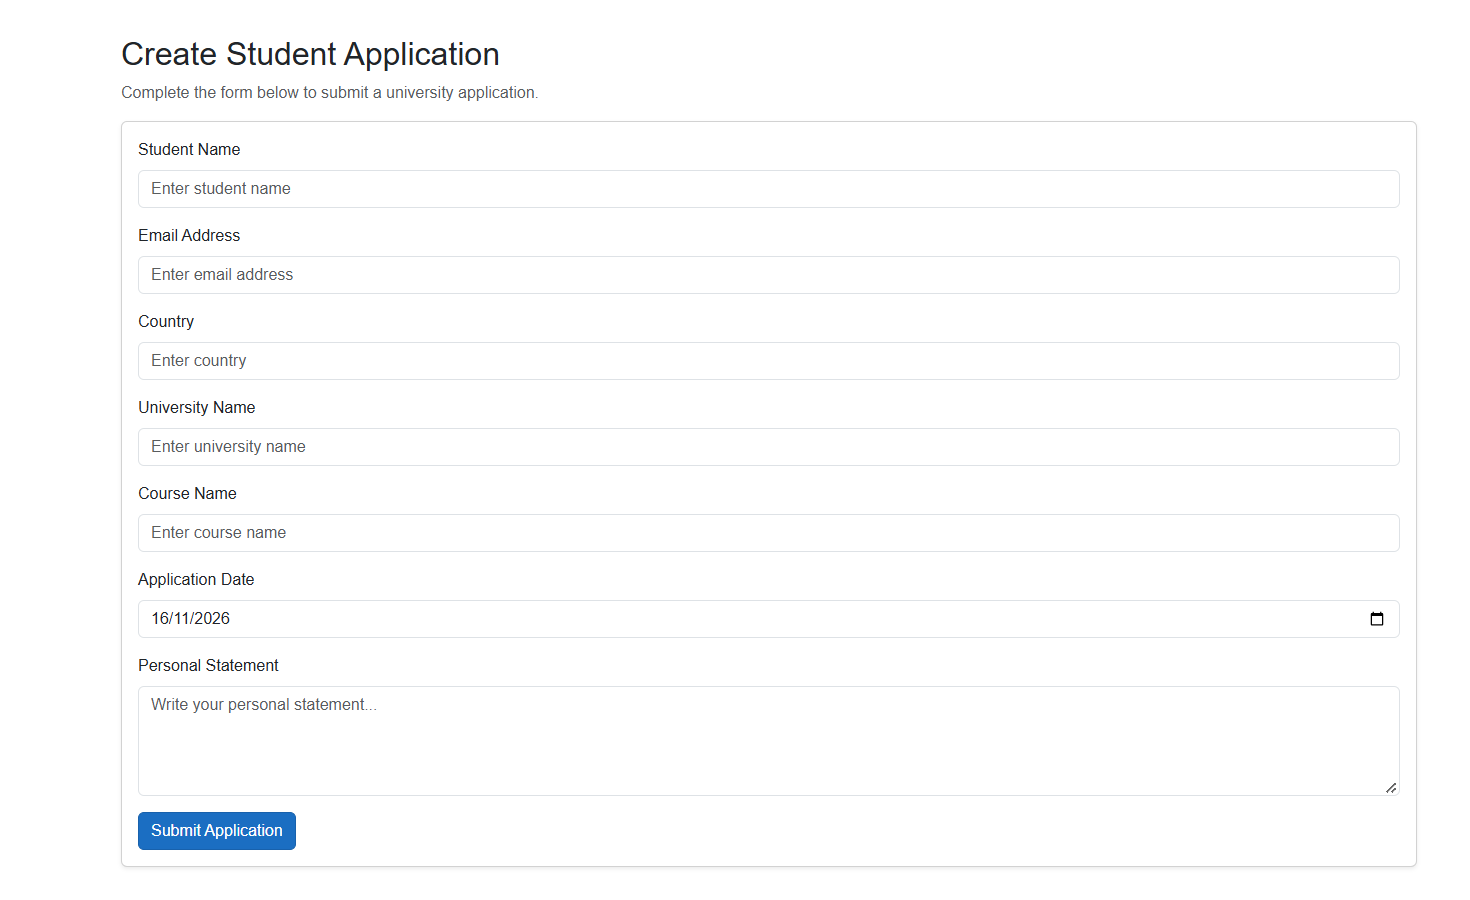 Create Student Application
Complete the form below to submit a university application.
Student Name
Enter student name
Email Address
Enter email address
Country
Enter country
University Name
Enter university name
Course Name
Enter course name
Application Date
16/11/2026
Personal Statement
Write your personal statement...
Submit Application